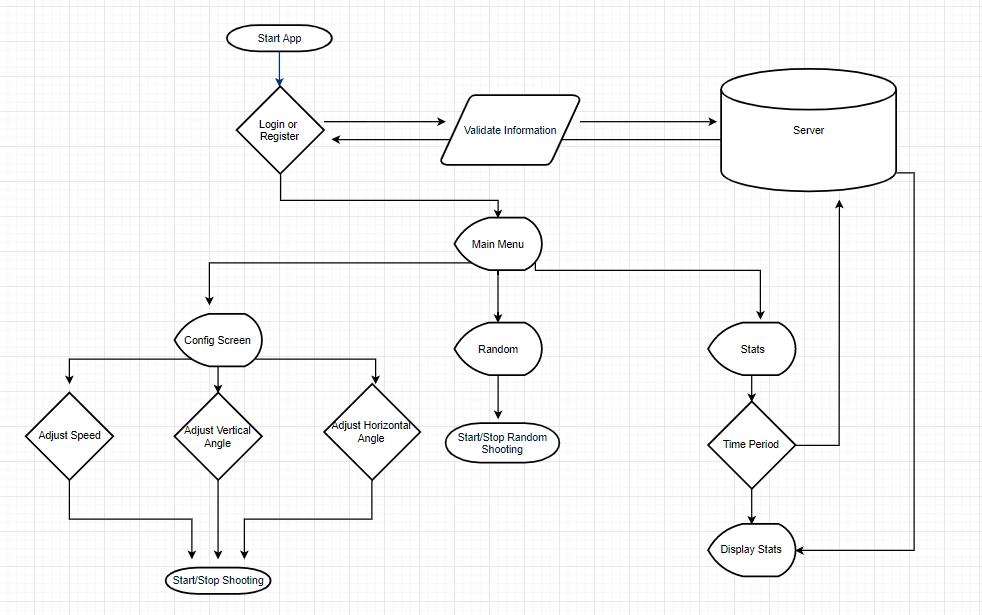 Start App
Login or
Register
Validate Information
Server
Main Menu
Config Screen
Random
Stats
Adjust Speed
Adjust Vertical
Angle
Adjust Horizontal
Angle
Start/Stop Random
Shooting
Time Period
Display Stats
Start/Stop Shooting